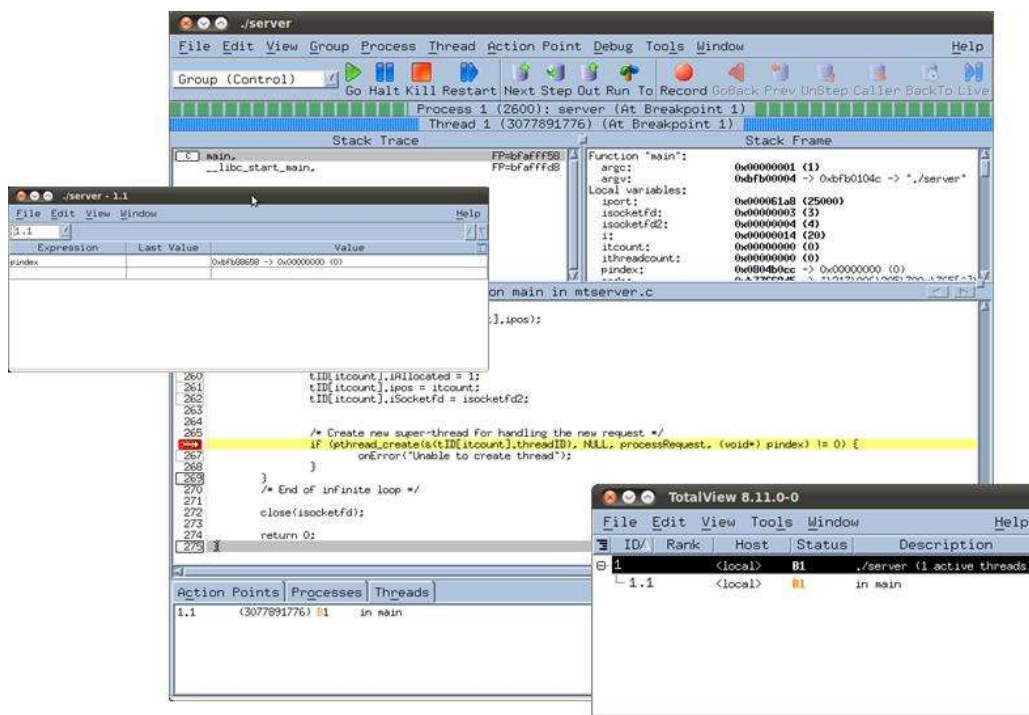 ./server
File Edit View Group Process Thread Action Point Debug Tools Window Help
Group (Control) Go Halt Kill Restart Next Step Out Run To Record GoBack Prev UnStep Caller BackTo Live
Process 1 (2600): server (At Breakpoint 1)
Thread 1 (3077891776) (At Breakpoint 1)
Stack Trace
C main, FP=bfafff58
__libc_start_main, FP=bfafffd8
Stack Frame
Function "main":
argc: 0x00000001 (1)
argv: 0xbfb00004 -> 0xbfb0104c -> "./server"
Local variables:
iport: 0x000061a8 (25000)
isocketfd: 0x00000003 (3)
isocketfd2: 0x00000004 (4)
i: 0x00000014 (20)
itcount: 0x00000000 (0)
ithreadcount: 0x00000000 (0)
pindex: 0x0804b0cc -> 0x00000000 (0)
./server - 1.1
File Edit View Window Help
1.1
Expression Last Value Value
pindex -> 0x00000000 (0)
on main in mtserver.c
].ipos);
260 tID[itcount].iAllocated = 1;
261 tID[itcount].ipos = itcount;
262 tID[itcount].iSocketfd = isocketfd2;
263
264
265 /* Create new super-thread for handling the new request */
if (pthread_create(&(tID[itcount].threadID), NULL, processRequest, (void*) pindex) != 0) {
267 onError("Unable to create thread");
268 }
269 }
270 /* End of infinite loop */
271
272 close(isocketfd);
273
274 return 0;
275 }
Action Points Processes Threads
1.1 (3077891776) B1 in main
TotalView 8.11.0-0
File Edit View Tools Window Help
ID/ Rank Host Status Description
1 <local> B1 ./server (1 active threads
1.1 <local> B1 in main